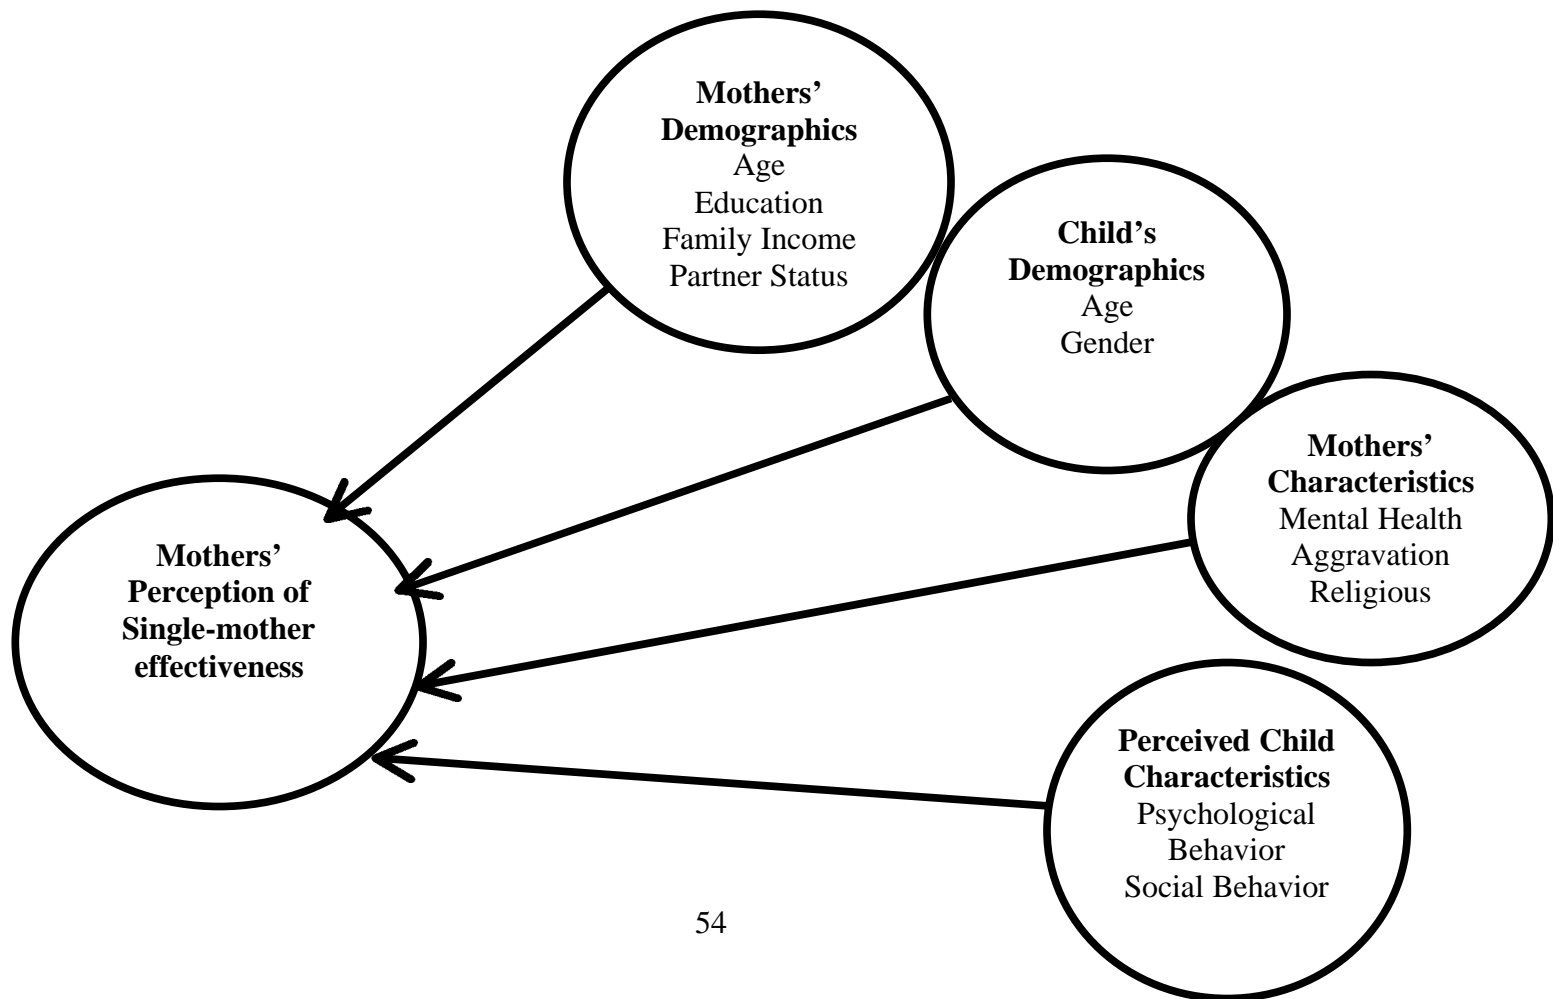 Mothers’
Demographics
Age
Education
Family Income
Partner Status
Child’s
Demographics
Age
Gender
Mothers’
Characteristics
Mental Health
Aggravation
Religious
Mothers’
Perception of
Single-mother
effectiveness
Perceived Child
Characteristics
Psychological
Behavior
Social Behavior
54